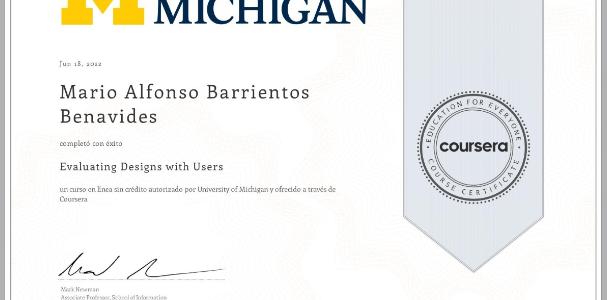 M
MICHIGAN
Jun 18, 2022
Mario Alfonso Barrientos
Benavides
completó con éxito
Evaluating Designs with Users
un curso en línea sin crédito autorizado por University of Michigan y ofrecido a través de
Coursera
EDUCATION FOR EVERYONE
coursera
COURSE CERTIFICATE
Mark Newman
Associate Professor, School of Information